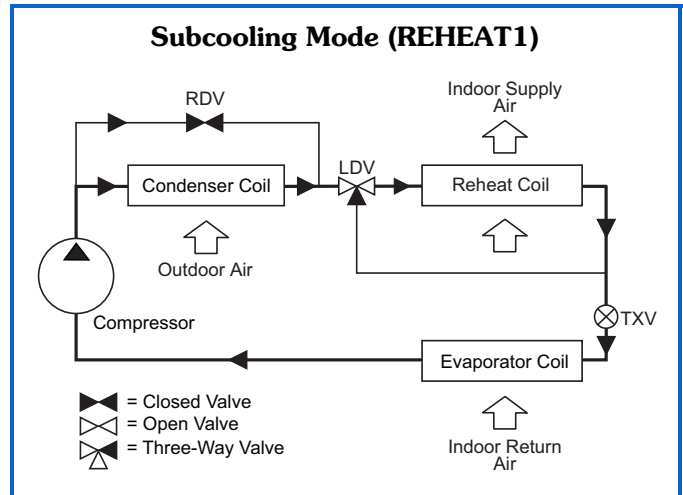 Subcooling Mode (REHEAT1)
RDV
Indoor Supply
Air
LDV
Condenser Coil
Reheat Coil
Outdoor Air
Compressor
TXV
Evaporator Coil
= Closed Valve
= Open Valve
= Three-Way Valve
Indoor Return
Air